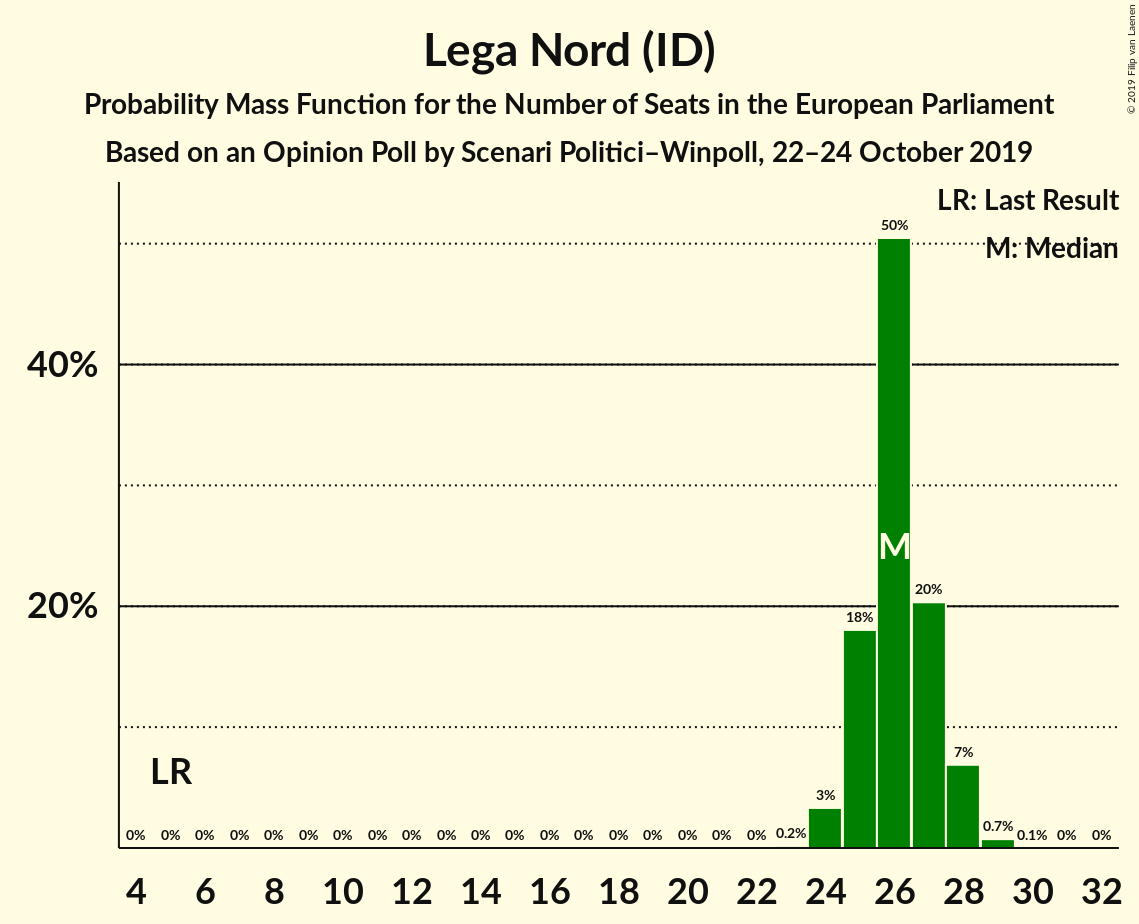 Lega Nord (ID)
Probability Mass Function for the Number of Seats in the European Parliament
Based on an Opinion Poll by Scenari Politici–Winpoll, 22–24 October 2019
© 2019 Filip van Laenen
LR: Last Result
M: Median
50%
40%
M
20%
20%
18%
7%
LR
3%
0% 0% 0% 0% 0% 0% 0% 0% 0% 0% 0% 0% 0% 0% 0% 0% 0% 0% 0% 0.2% 0.7% 0.1% 0% 0%
4 6 8 10 12 14 16 18 20 22 24 26 28 30 32